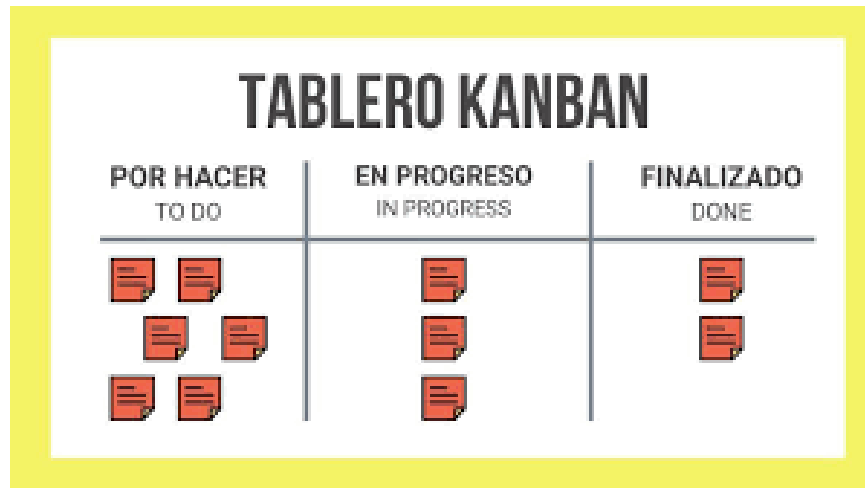 TABLERO KANBAN
POR HACER
TO DO
EN PROGRESO
IN PROGRESS
FINALIZADO
DONE